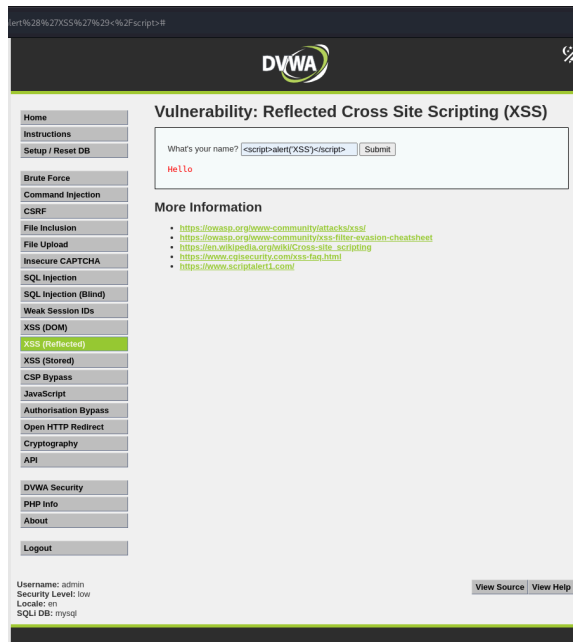 lert%28%27XSS%27%29<%2Fscript>#
DVWA
Vulnerability: Reflected Cross Site Scripting (XSS)
Home
Instructions
Setup / Reset DB
Brute Force
Command Injection
CSRF
File Inclusion
File Upload
Insecure CAPTCHA
SQL Injection
SQL Injection (Blind)
Weak Session IDs
XSS (DOM)
XSS (Reflected)
XSS (Stored)
CSP Bypass
JavaScript
Authorisation Bypass
Open HTTP Redirect
Cryptography
API
DVWA Security
PHP Info
About
Logout
What's your name? <script>alert('XSS')</script> Submit
Hello
More Information
https://owasp.org/www-community/attacks/xss/
https://owasp.org/www-community/xss-filter-evasion-cheatsheet
https://en.wikipedia.org/wiki/Cross-site_scripting
https://www.cgisecurity.com/xss-faq.html
https://www.scriptalert1.com/
Username: admin
Security Level: low
Locale: en
SQLi DB: mysql
View Source View Help